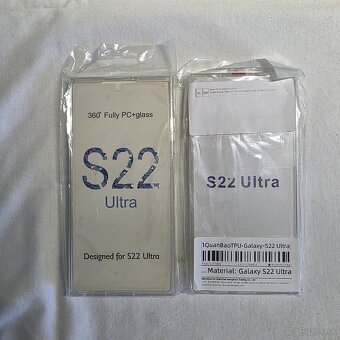 360° Fully PC+glass
S22
Ultra
Designed for S22 Ultra
S22 Ultra
1QuanBaoTPU-Galaxy-S22 Ultra
...Material: Galaxy S22 Ultra